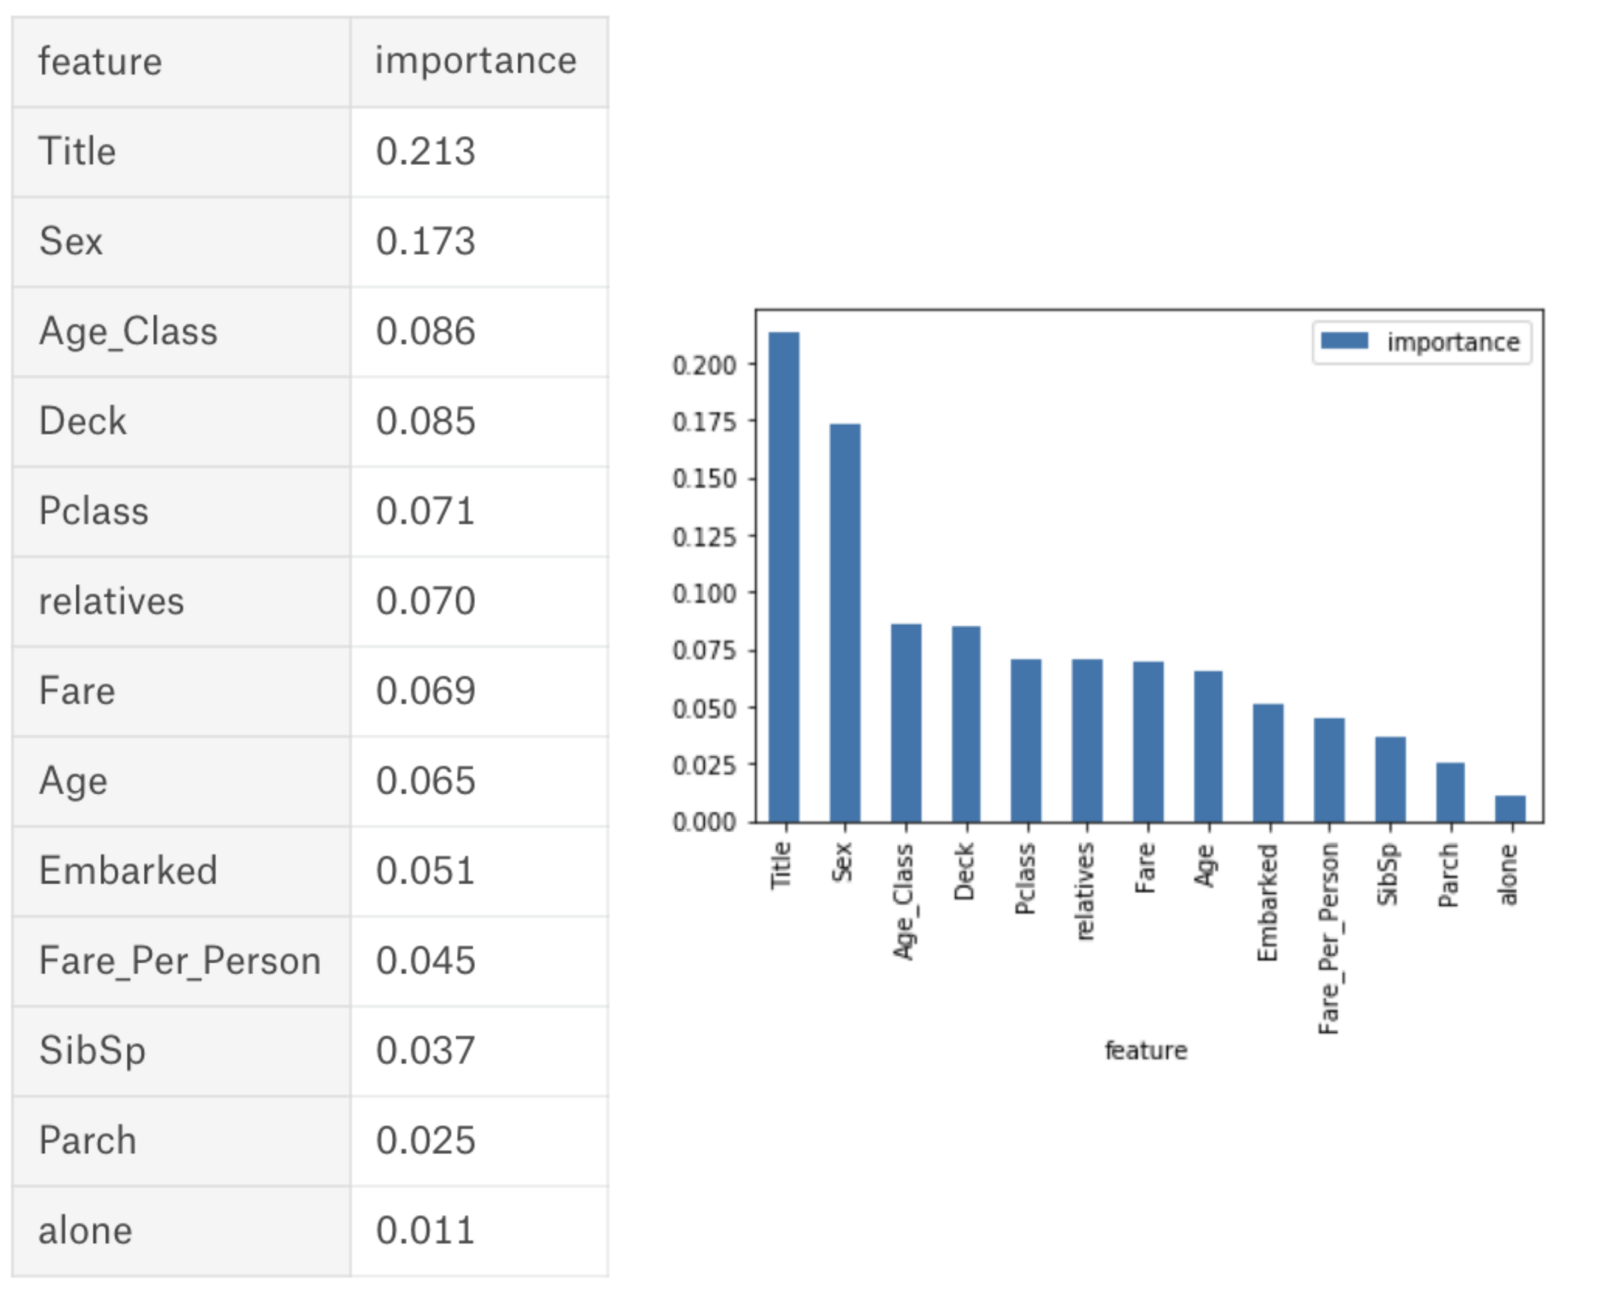 feature importance
Title 0.213
Sex 0.173
Age_Class 0.086
Deck 0.085
Pclass 0.071
relatives 0.070
Fare 0.069
Age 0.065
Embarked 0.051
Fare_Per_Person 0.045
SibSp 0.037
Parch 0.025
alone 0.011
importance
0.200
0.175
0.150
0.125
0.100
0.075
0.050
0.025
0.000
Title
Sex
Age_Class
Deck
Pclass
relatives
Fare
Age
Embarked
Fare_Per_Person
SibSp
Parch
alone
feature